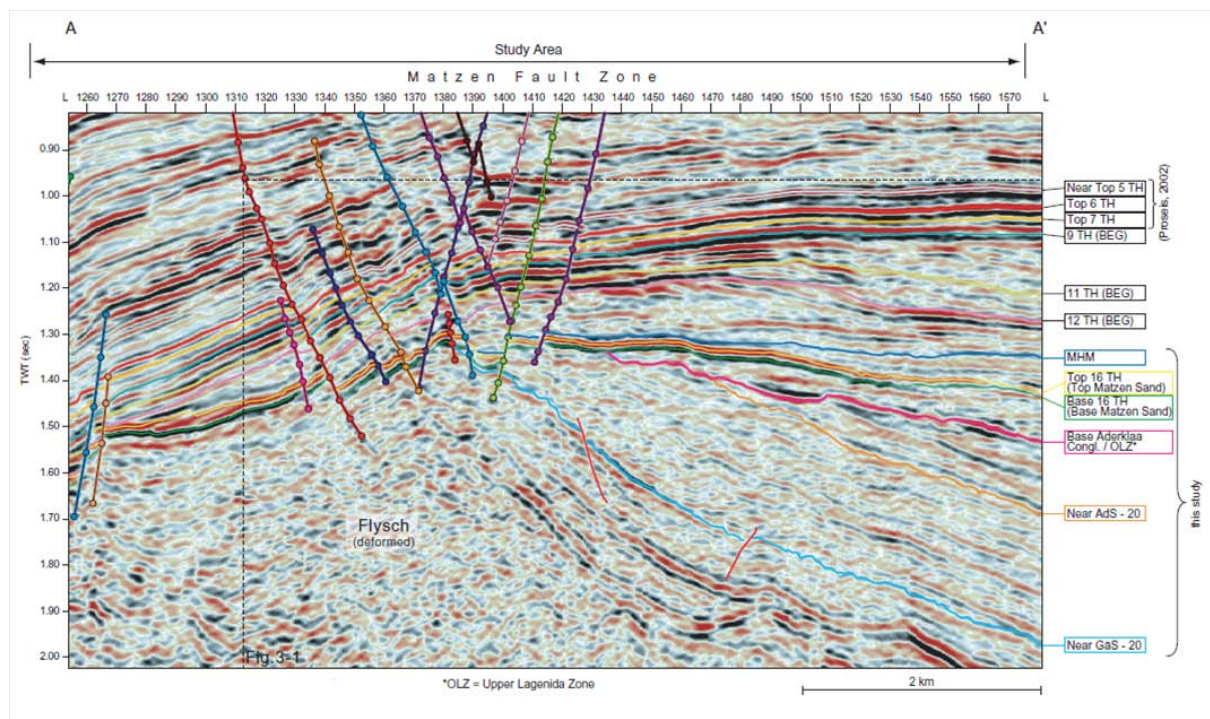 A A'
Study Area
Matzen Fault Zone
L 1260 1270 1280 1290 1300 1310 1320 1330 1340 1350 1360 1370 1380 1390 1400 1410 1420 1430 1440 1450 1460 1470 1480 1490 1500 1510 1520 1530 1540 1550 1560 1570 L
0.90
1.00
1.10
1.20
1.30
1.40
1.50
1.60
1.70
1.80
1.90
2.00
TWT (sec)
Near Top 5 TH
Top 6 TH
Top 7 TH
9 TH (BEG)
(Proseis, 2002)
11 TH (BEG)
12 TH (BEG)
MHM
Top 16 TH
(Top Matzen Sand)
Base 16 TH
(Base Matzen Sand)
Base Aderklaa
Congl. / OLZ*
Near AdS - 20
Near GäS - 20
this study
Flysch
(deformed)
Fig. 3-1
*OLZ = Upper Lagenida Zone
2 km